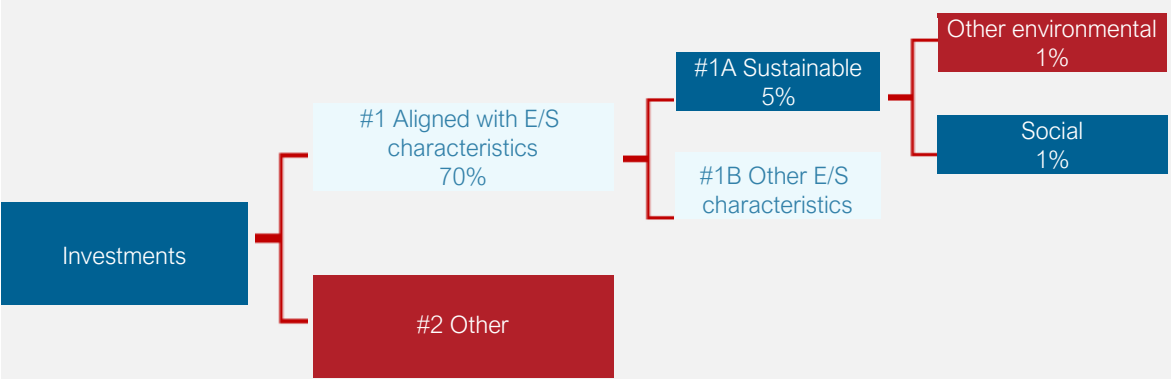 Investments
#1 Aligned with E/S
characteristics
70%
#2 Other
#1A Sustainable
5%
#1B Other E/S
characteristics
Other environmental
1%
Social
1%